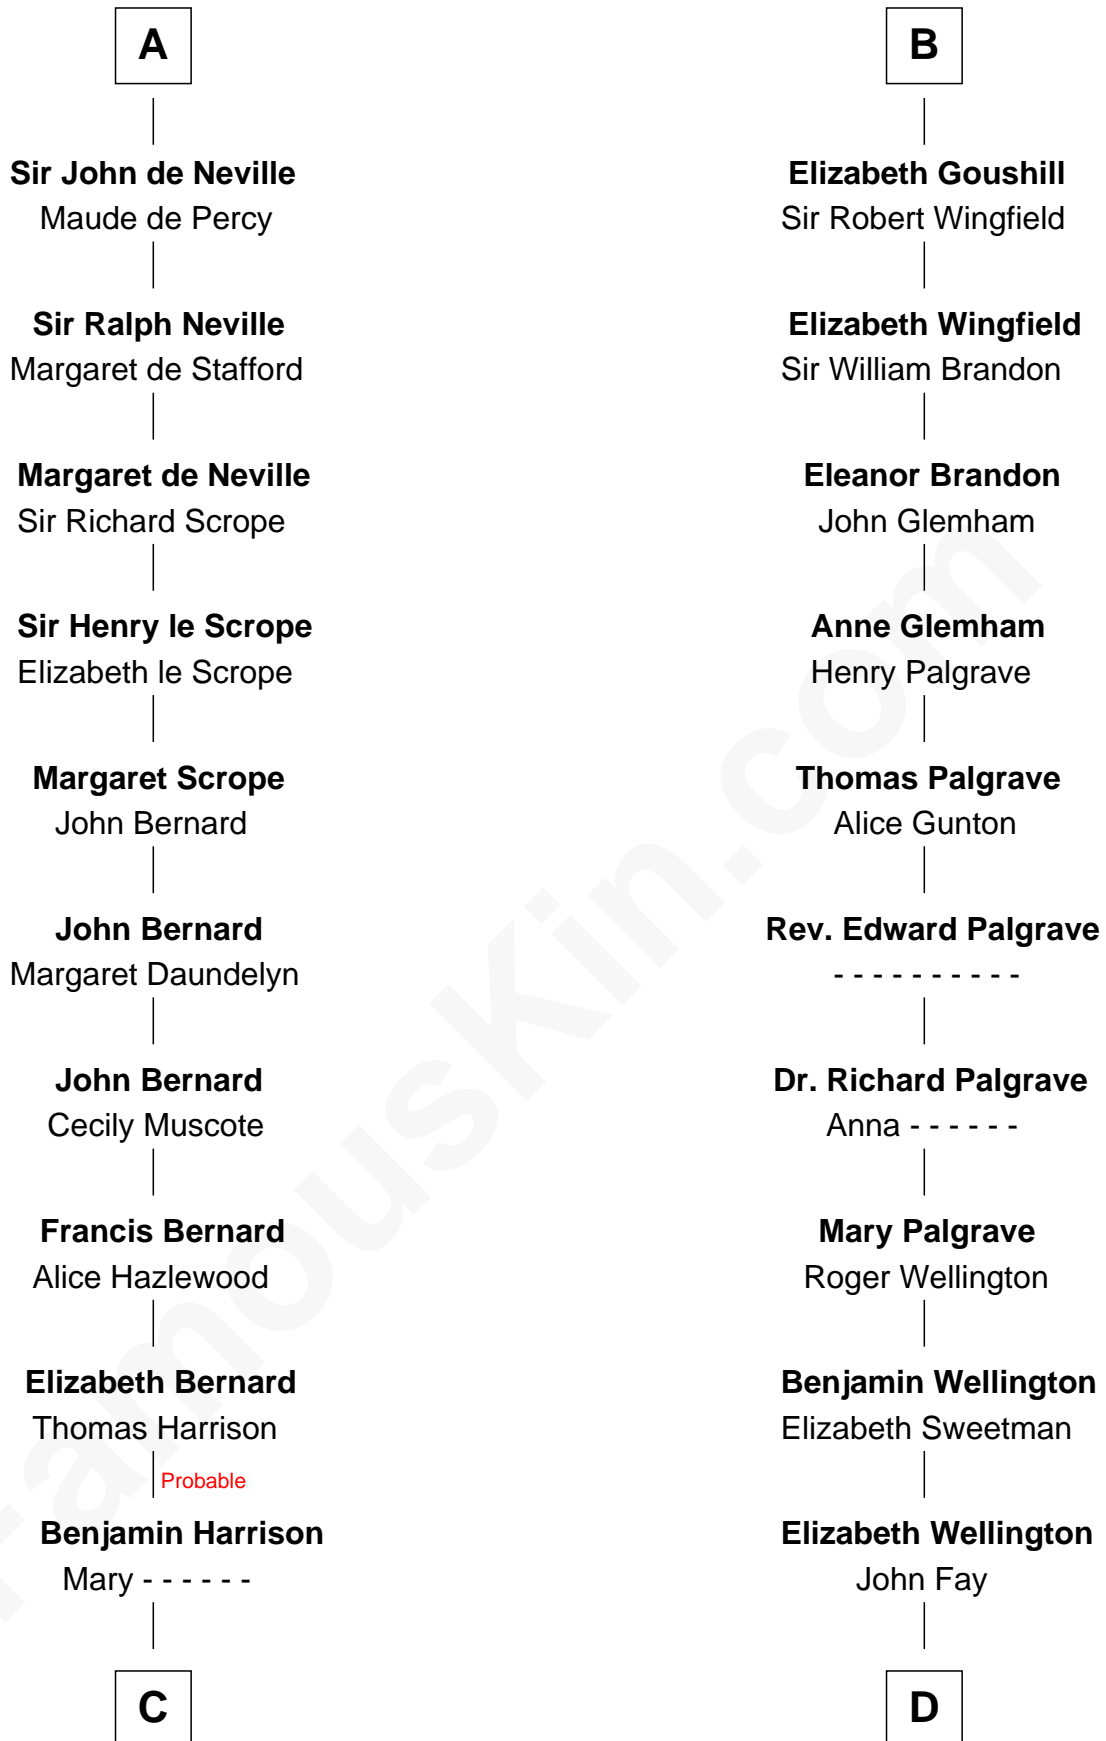 A
Sir John de Neville
Maude de Percy
Sir Ralph Neville
Margaret de Stafford
Margaret de Neville
Sir Richard Scrope
Sir Henry le Scrope
Elizabeth le Scrope
Margaret Scrope
John Bernard
John Bernard
Margaret Daundelyn
John Bernard
Cecily Muscote
Francis Bernard
Alice Hazlewood
Elizabeth Bernard
Thomas Harrison
Probable
Benjamin Harrison
Mary - - - - - -
C
B
Elizabeth Goushill
Sir Robert Wingfield
Elizabeth Wingfield
Sir William Brandon
Eleanor Brandon
John Glemham
Anne Glemham
Henry Palgrave
Thomas Palgrave
Alice Gunton
Rev. Edward Palgrave
- - - - - - - - - -
Dr. Richard Palgrave
Anna - - - - - -
Mary Palgrave
Roger Wellington
Benjamin Wellington
Elizabeth Sweetman
Elizabeth Wellington
John Fay
D
FamousKin.com